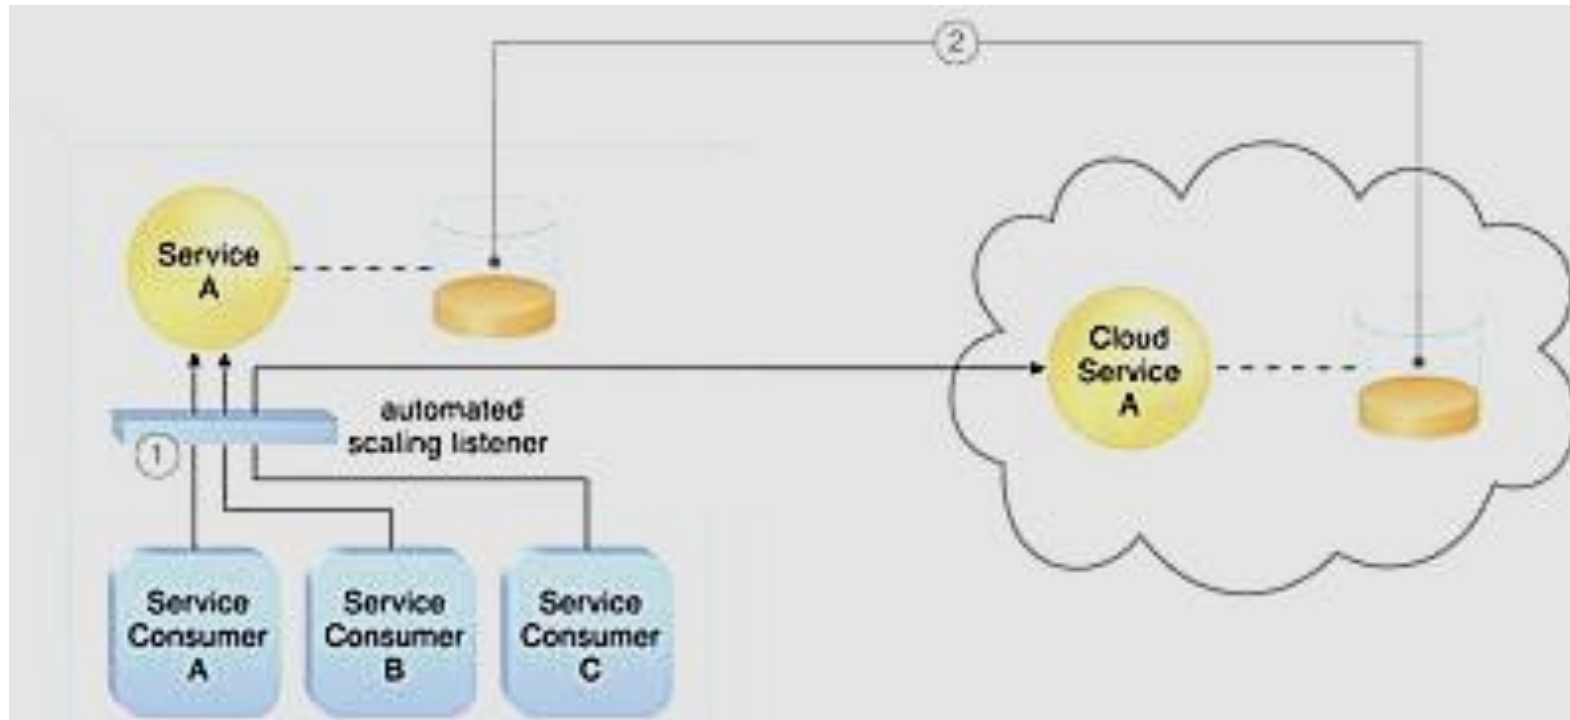 2
Service
A
Cloud
Service
A
automated
scaling listener
1
Service
Consumer
A
Service
Consumer
B
Service
Consumer
C